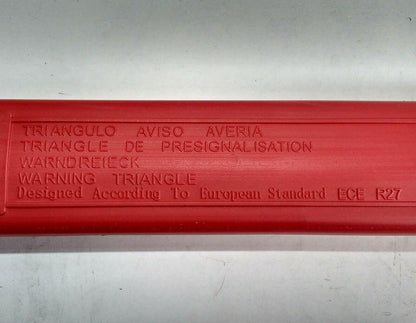 TRIANGULO AVISO AVERIA
TRIANGLE DE PRESIGNALISATION
WARNDREIECK
WARNING TRIANGLE
Designed According To European Standard ECE R27